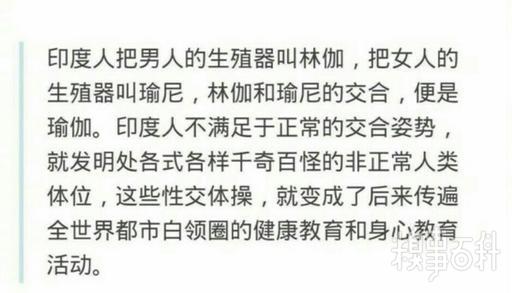 印度人把男人的生殖器叫林伽，把女人的
生殖器叫瑜尼，林伽和瑜尼的交合，便是
瑜伽。印度人不满足于正常的交合姿势，
就发明处各式各样千奇百怪的非正常人类
体位，这些性交体操，就变成了后来传遍
全世界都市白领圈的健康教育和身心教育
活动。
糗事百科